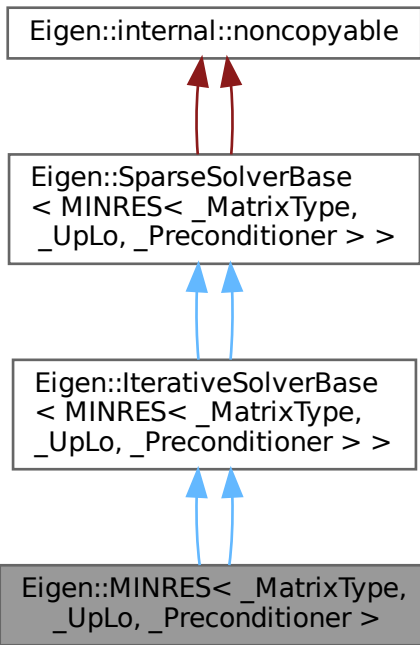 Eigen::internal::noncopyable
Eigen::SparseSolverBase
< MINRES< _MatrixType,
_UpLo, _Preconditioner > >
Eigen::IterativeSolverBase
< MINRES< _MatrixType,
_UpLo, _Preconditioner > >
Eigen::MINRES< _MatrixType,
_UpLo, _Preconditioner >